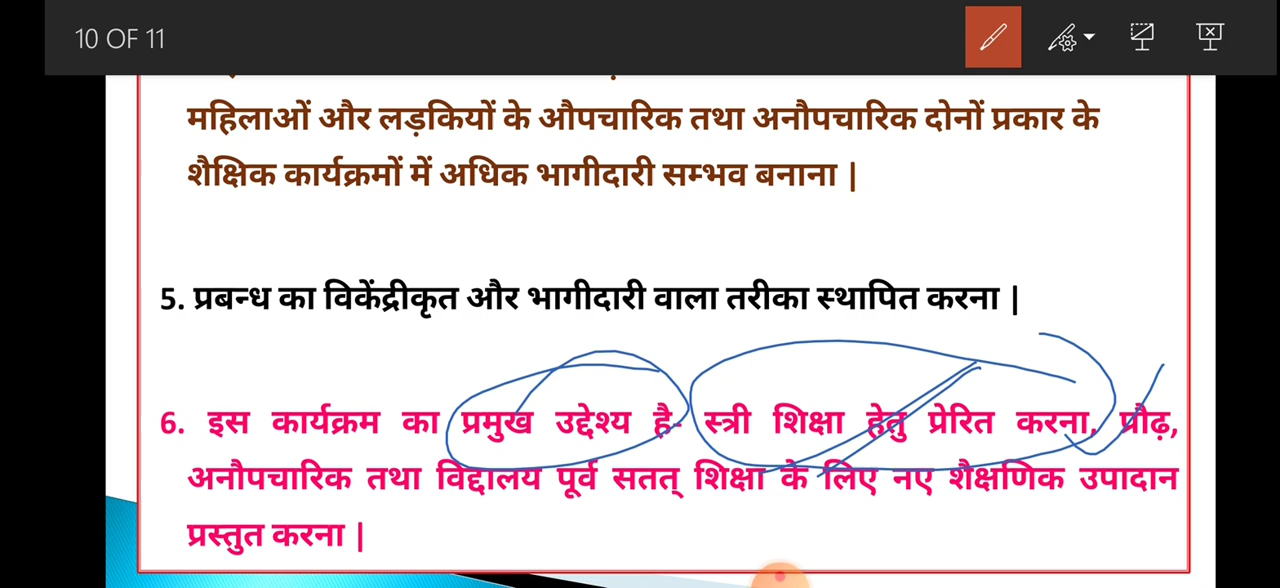 10 OF 11
महिलाओं और लड़कियों के औपचारिक तथा अनौपचारिक दोनों प्रकार के
शैक्षिक कार्यक्रमों में अधिक भागीदारी सम्भव बनाना |
5. प्रबन्ध का विकेंद्रीकृत और भागीदारी वाला तरीका स्थापित करना |
6. इस कार्यक्रम का प्रमुख उद्देश्य है- स्त्री शिक्षा हेतु प्रेरित करना, प्रौढ़,
अनौपचारिक तथा विद्दालय पूर्व सतत् शिक्षा के लिए नए शैक्षणिक उपादान
प्रस्तुत करना |